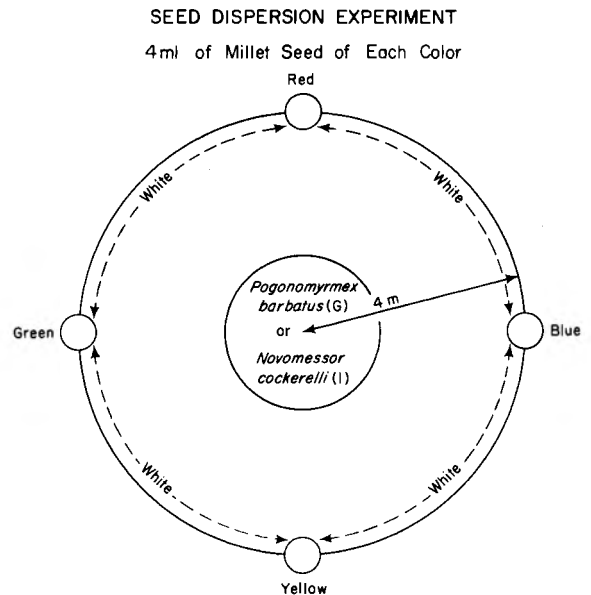 SEED DISPERSION EXPERIMENT
4ml of Millet Seed of Each Color
Red
White
White
Pogonomyrmex
barbatus (G)
4 m
or
Green
Blue
Novomessor
cockerelli (I)
White
White
Yellow